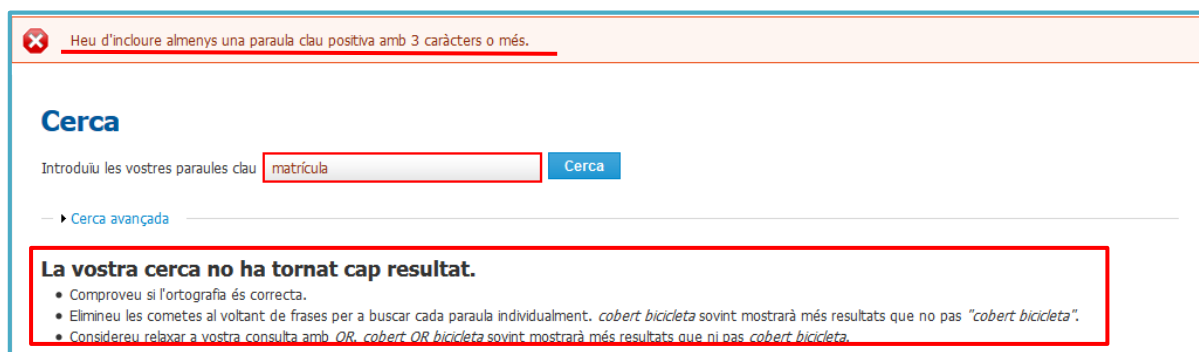 Heu d'incloure almenys una paraula clau positiva amb 3 caràcters o més.
Cerca
Introduïu les vostres paraules clau matrícula Cerca
Cerca avançada
La vostra cerca no ha tornat cap resultat.
• Comproveu si l'ortografia és correcta.
• Elimineu les cometes al voltant de frases per a buscar cada paraula individualment. cobert bicicleta sovint mostrarà més resultats que no pas "cobert bicicleta".
• Considereu relaxar a vostra consulta amb OR. cobert OR bicicleta sovint mostrarà més resultats que ni pas cobert bicicleta.